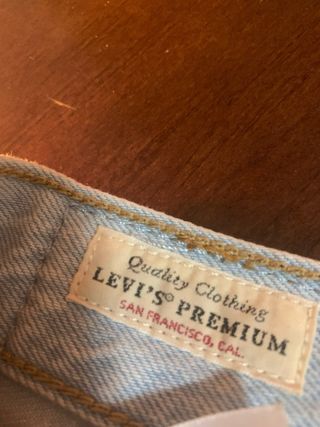 Quality Clothing
LEVI'S® PREMIUM
SAN FRANCISCO, CAL.